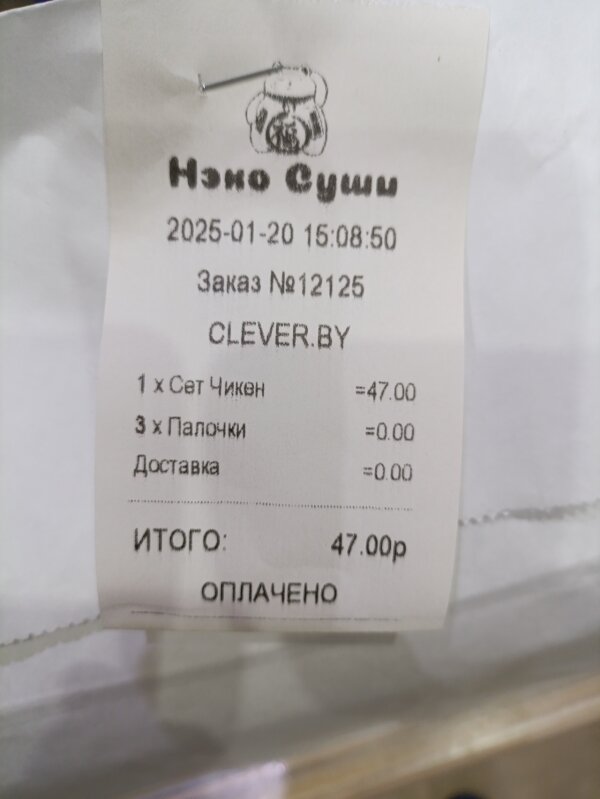 福
Нэко Суши
2025-01-20 15:08:50
Заказ №12125
CLEVER.BY
1 x Сет Чикен =47.00
3 x Палочки =0.00
Доставка =0.00
ИТОГО: 47.00р
ОПЛАЧЕНО